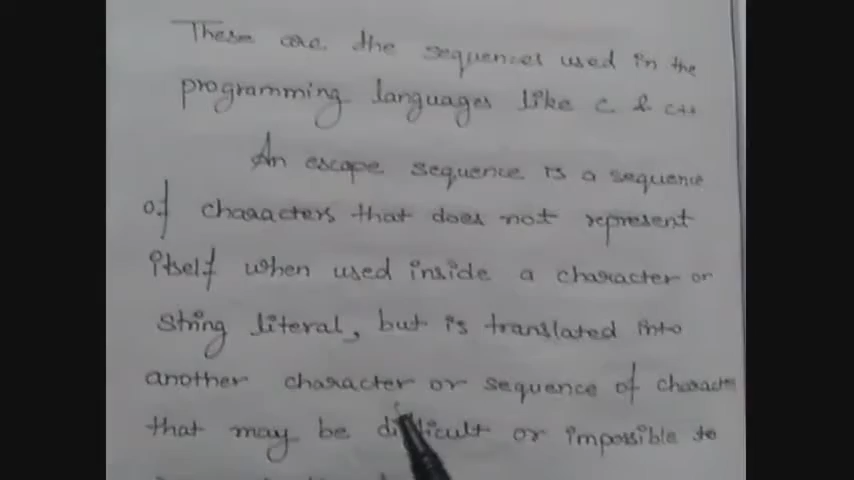 These are the sequences used in the
programming languages like C & C++
An escape sequence is a sequence
of characters that does not represent
itself when used inside a character or
string literal, but is translated into
another character or sequence of character
that may be difficult or impossible to